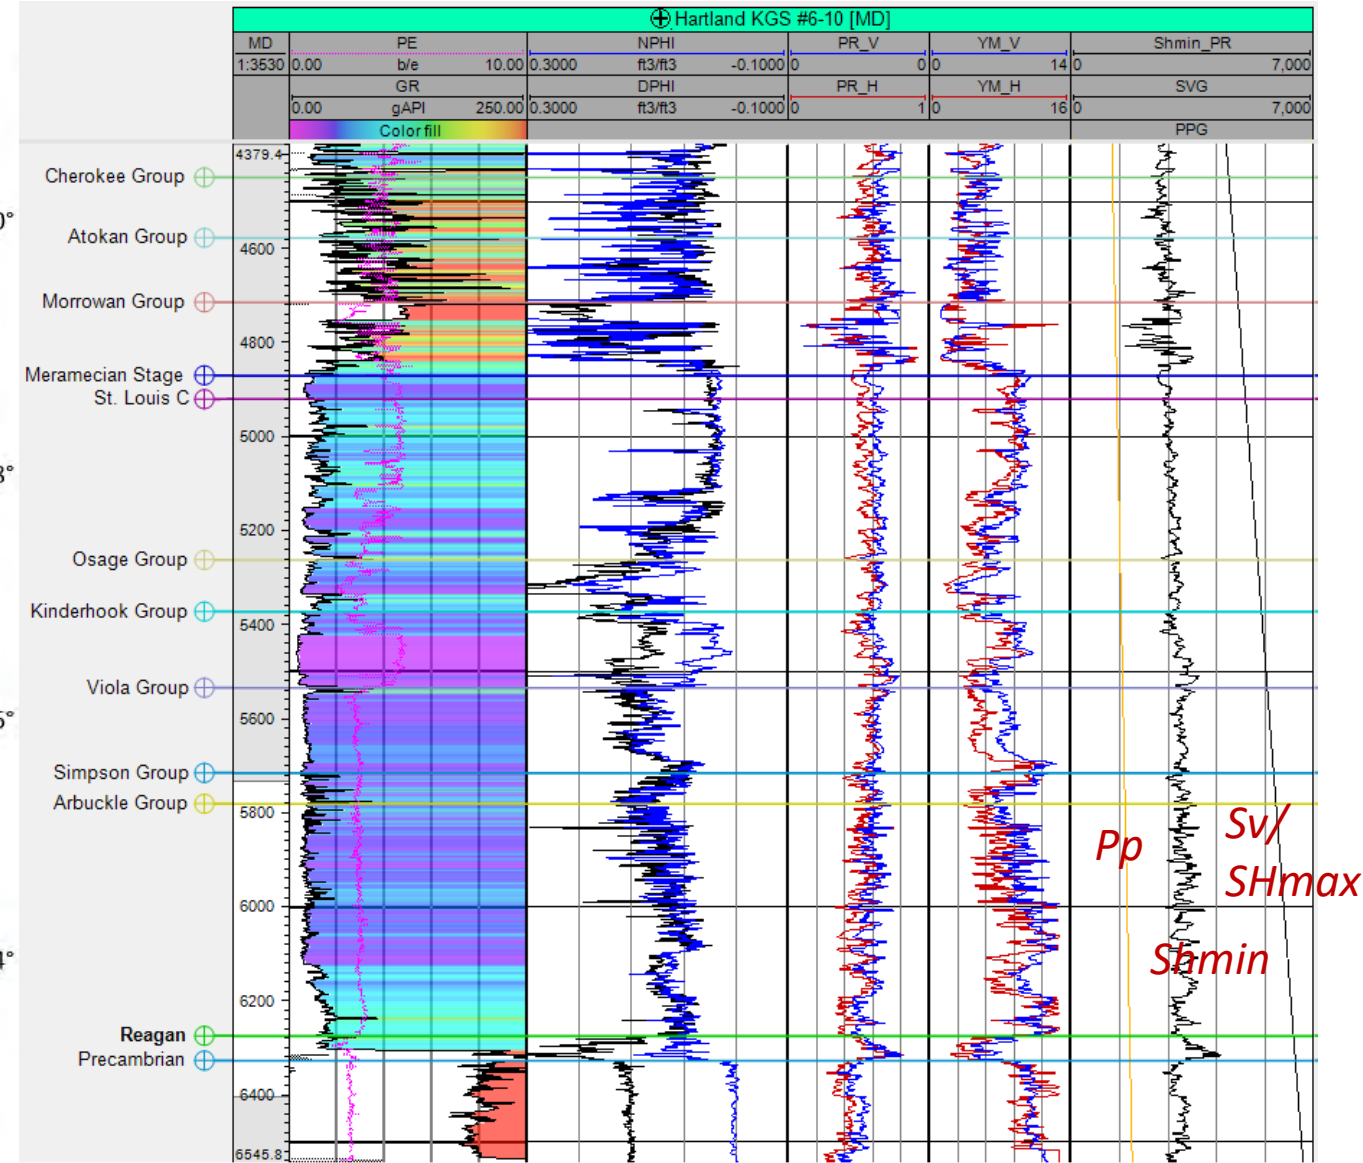 Hartland KGS #6-10 [MD]
MD PE NPHI PR_V YM_V Shmin_PR
1:3530 0.00 b/e 10.00 0.3000 ft3/ft3 -0.1000 0 0 0 14 0 7,000
GR DPHI PR_H YM_H SVG
0.00 gAPI 250.00 0.3000 ft3/ft3 -0.1000 0 1 0 16 0 7,000
Color fill PPG
4379.4
Cherokee Group
0°
Atokan Group
4600
Morrowan Group
4800
Meramecian Stage
St. Louis C
5000
3°
5200
Osage Group
Kinderhook Group
5400
Viola Group
5600
Simpson Group
Arbuckle Group
5800
Pp
Sv/
SHmax
6000
Shmin
6200
Reagan
Precambrian
6400
6545.8